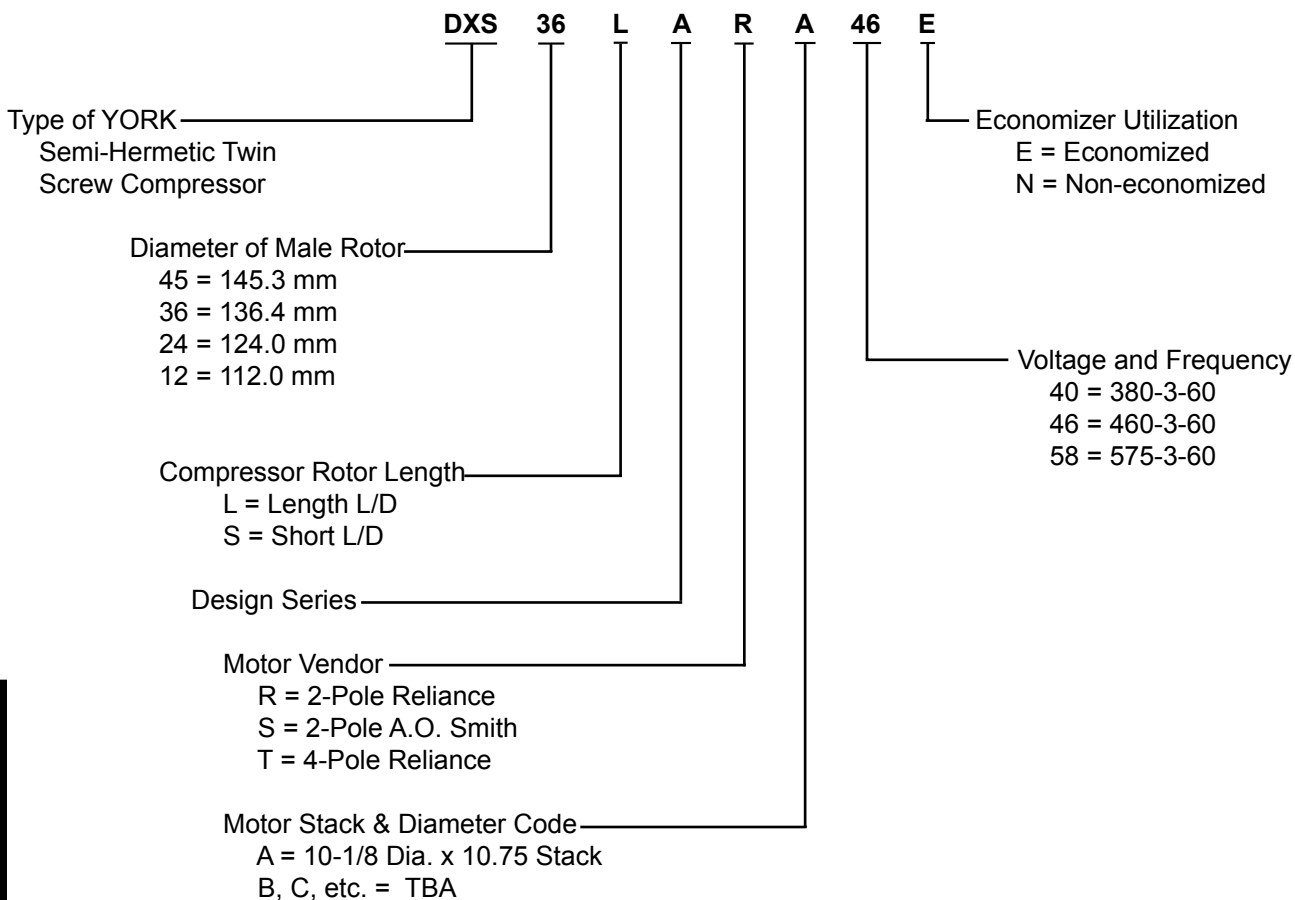 DXS 36 L A R A 46 E
Type of YORK
Semi-Hermetic Twin
Screw Compressor
Diameter of Male Rotor
45 = 145.3 mm
36 = 136.4 mm
24 = 124.0 mm
12 = 112.0 mm
Compressor Rotor Length
L = Length L/D
S = Short L/D
Design Series
Motor Vendor
R = 2-Pole Reliance
S = 2-Pole A.O. Smith
T = 4-Pole Reliance
Motor Stack & Diameter Code
A = 10-1/8 Dia. x 10.75 Stack
B, C, etc. = TBA
Economizer Utilization
E = Economized
N = Non-economized
Voltage and Frequency
40 = 380-3-60
46 = 460-3-60
58 = 575-3-60